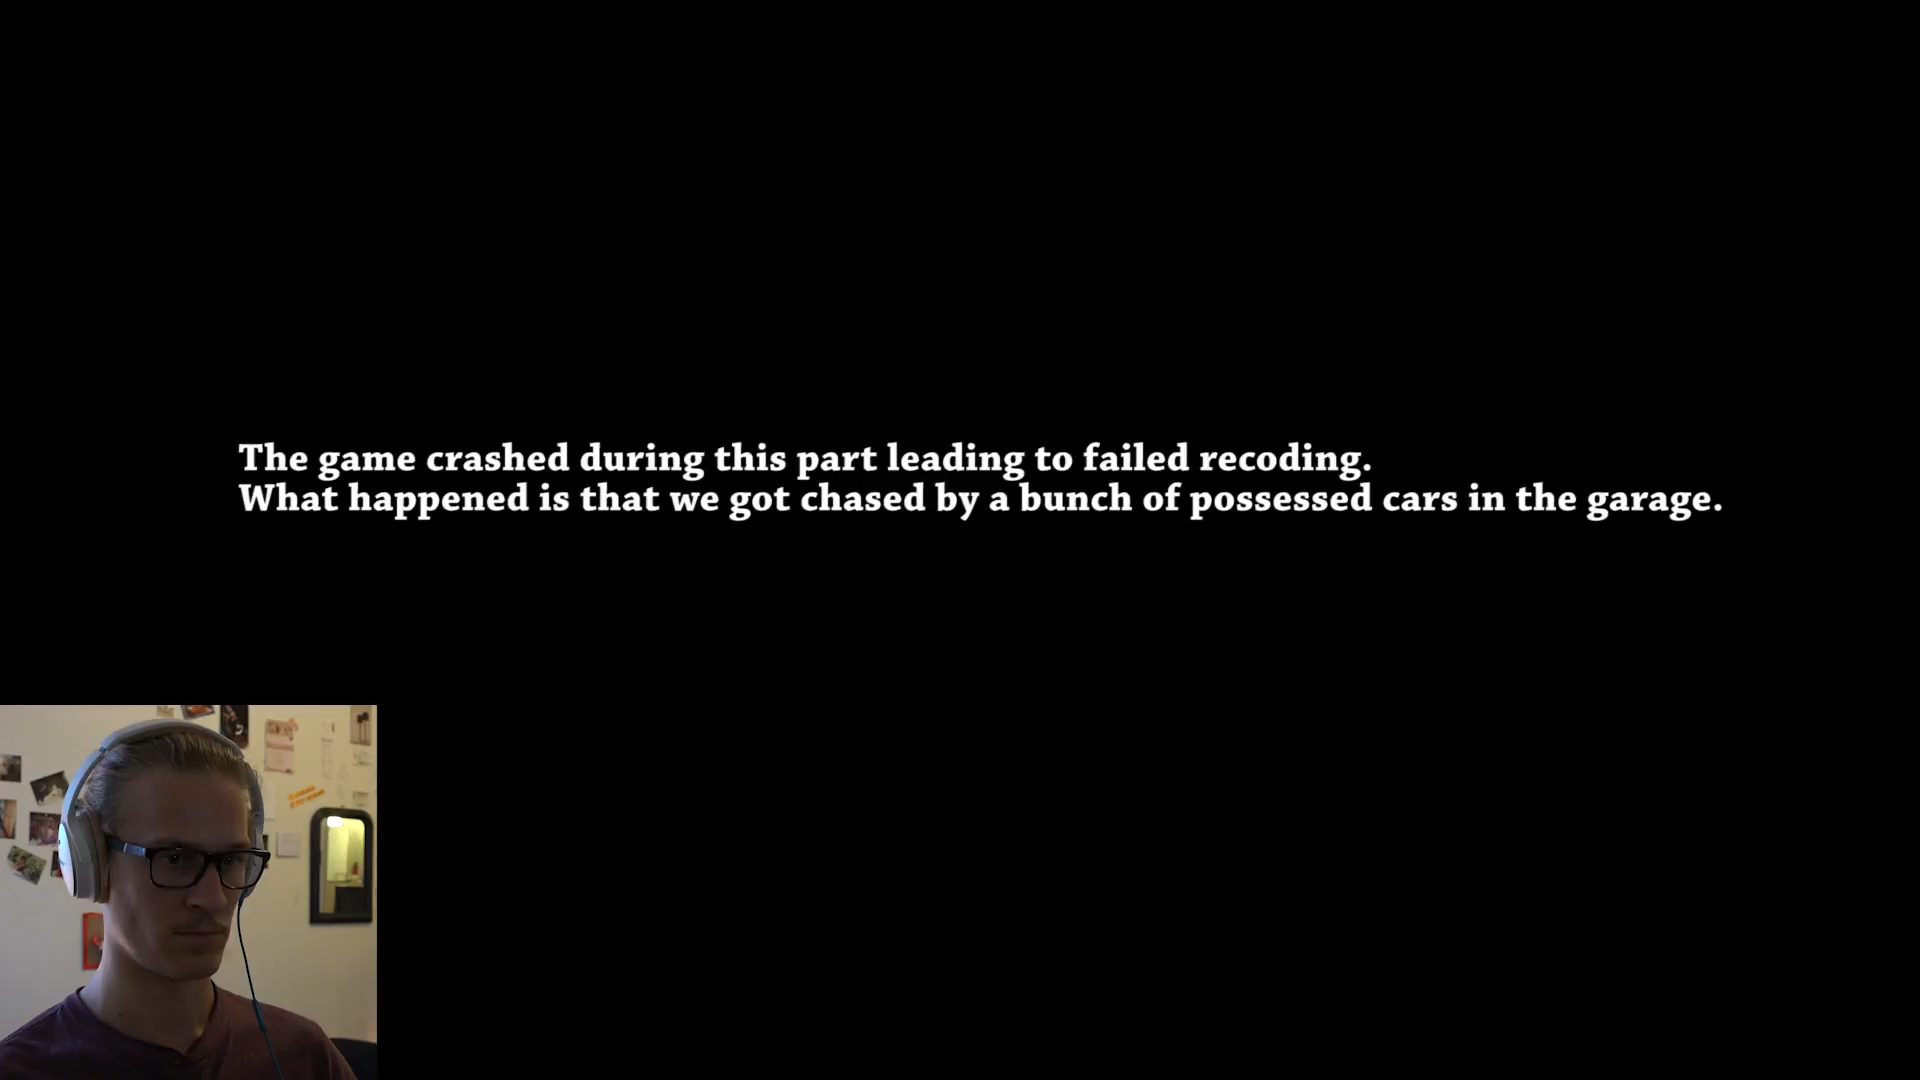 The game crashed during this part leading to failed recoding.
What happened is that we got chased by a bunch of possessed cars in the garage.